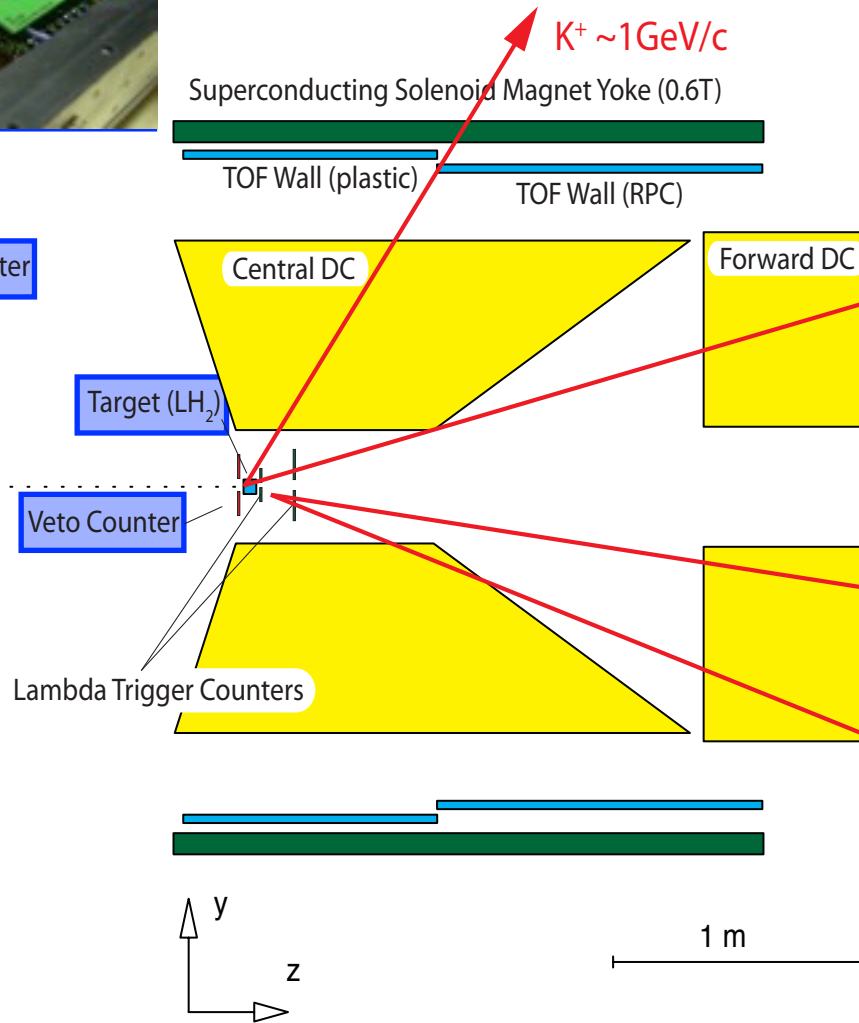 K⁺ ~1GeV/c
Superconducting Solenoid Magnet Yoke (0.6T)
TOF Wall (plastic)
TOF Wall (RPC)
Central DC
Forward DC
ter
Target (LH₂)
Veto Counter
Lambda Trigger Counters
y
z
1 m